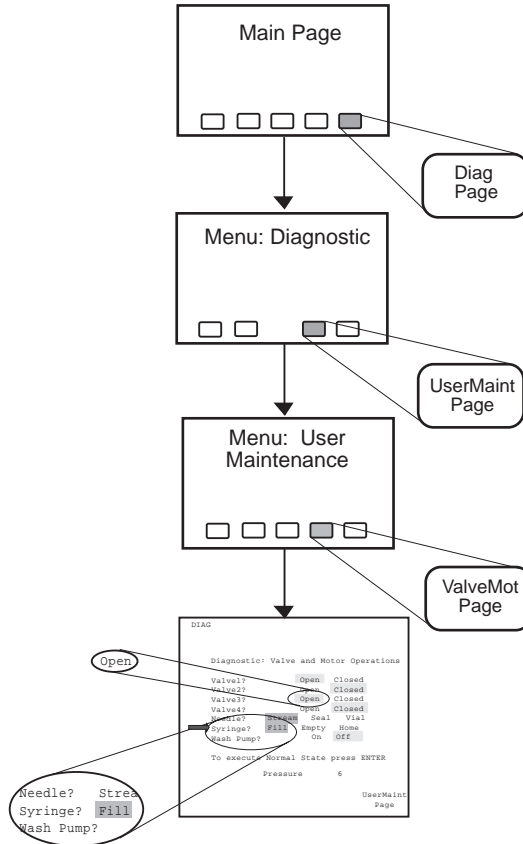 Main Page
Diag
Page
Menu: Diagnostic
UserMaint
Page
Menu: User
Maintenance
ValveMot
Page
DIAG
Open
Diagnostic: Valve and Motor Operations
Valve1? Open Closed
Valve2? Open Closed
Valve3? Open Closed
Valve4? Open Closed
Needle? Stream Seal Vial
Syringe? Fill Empty Home
Wash Pump? On Off
To execute Normal State press ENTER
Pressure 6
UserMaint
Page
Needle? Strea
Syringe? Fill
Wash Pump?